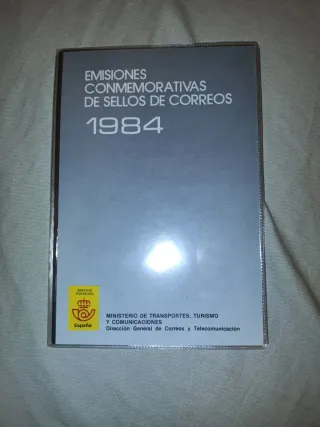 EMISIONES
CONMEMORATIVAS
DE SELLOS DE CORREOS
1984
España
MINISTERIO DE TRANSPORTES, TURISMO
Y COMUNICACIONES
Dirección General de Correos y Telecomunicación